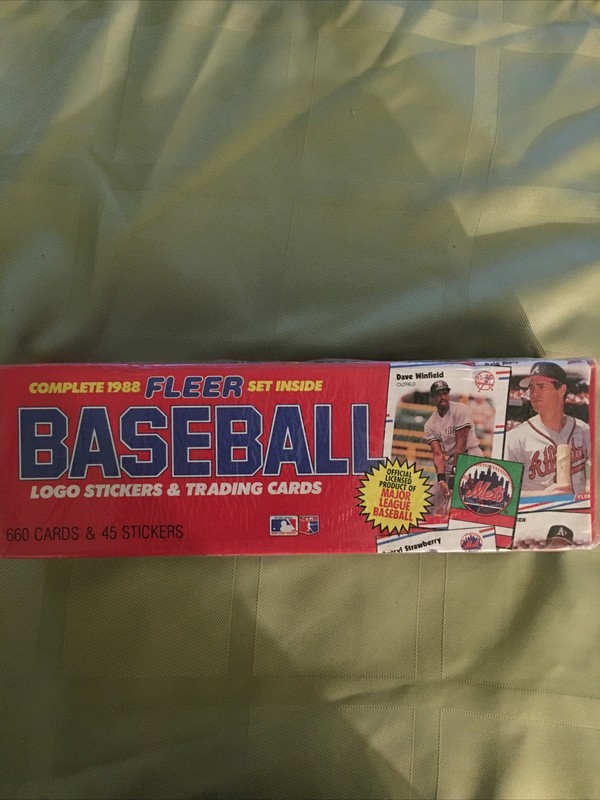 COMPLETE 1988 FLEER SET INSIDE
BASEBALL
LOGO STICKERS & TRADING CARDS
660 CARDS & 45 STICKERS
Dave Winfield
OUTFIELD
OFFICIAL
LICENSED
PRODUCT OF
MAJOR
LEAGUE
BASEBALL
Mets
Strawberry